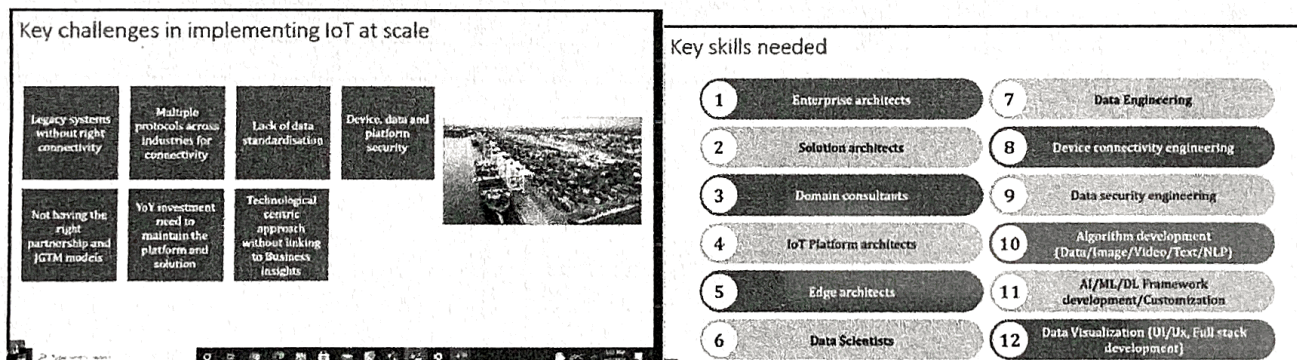 Key challenges in implementing IoT at scale
Legacy systems
without right
connectivity
Multiple
protocols across
industries for
connectivity
Lack of data
standardisation
Device, data and
platform
security
Not having the
right
partnership and
JGTM models
YoY investment
need to
maintain the
platform and
solution
Technological
centric
approach
without linking
to Business
insights
Key skills needed
1 Enterprise architects
2 Solution architects
3 Domain consultants
4 IoT Platform architects
5 Edge architects
6 Data Scientists
7 Data Engineering
8 Device connectivity engineering
9 Data security engineering
10 Algorithm development
(Data/Image/Video/Text/NLP)
11 AI/ML/DL Framework
development/Customization
12 Data Visualization (UI/Ux, Full stack
development)